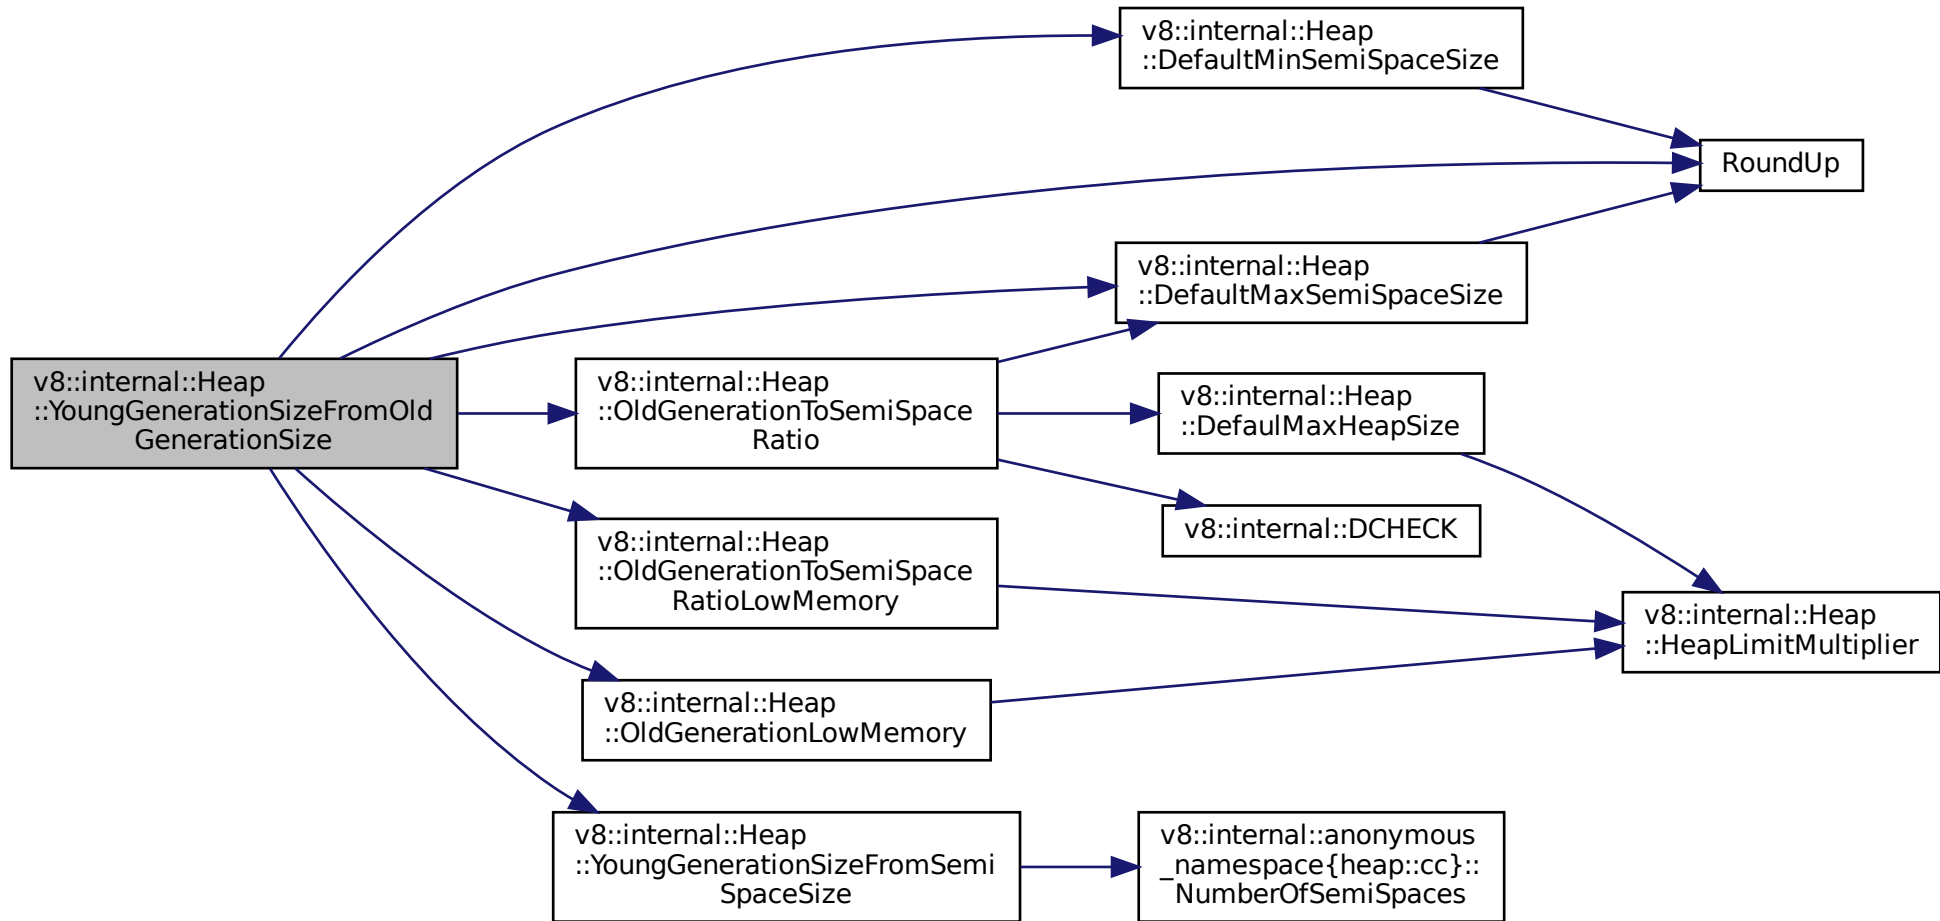 v8::internal::Heap
::DefaultMinSemiSpaceSize
RoundUp
v8::internal::Heap
::DefaultMaxSemiSpaceSize
v8::internal::Heap
::YoungGenerationSizeFromOld
GenerationSize
v8::internal::Heap
::OldGenerationToSemiSpace
Ratio
v8::internal::Heap
::DefaulMaxHeapSize
v8::internal::DCHECK
v8::internal::Heap
::OldGenerationToSemiSpace
RatioLowMemory
v8::internal::Heap
::HeapLimitMultiplier
v8::internal::Heap
::OldGenerationLowMemory
v8::internal::Heap
::YoungGenerationSizeFromSemi
SpaceSize
v8::internal::anonymous
_namespace{heap::cc}::
NumberOfSemiSpaces